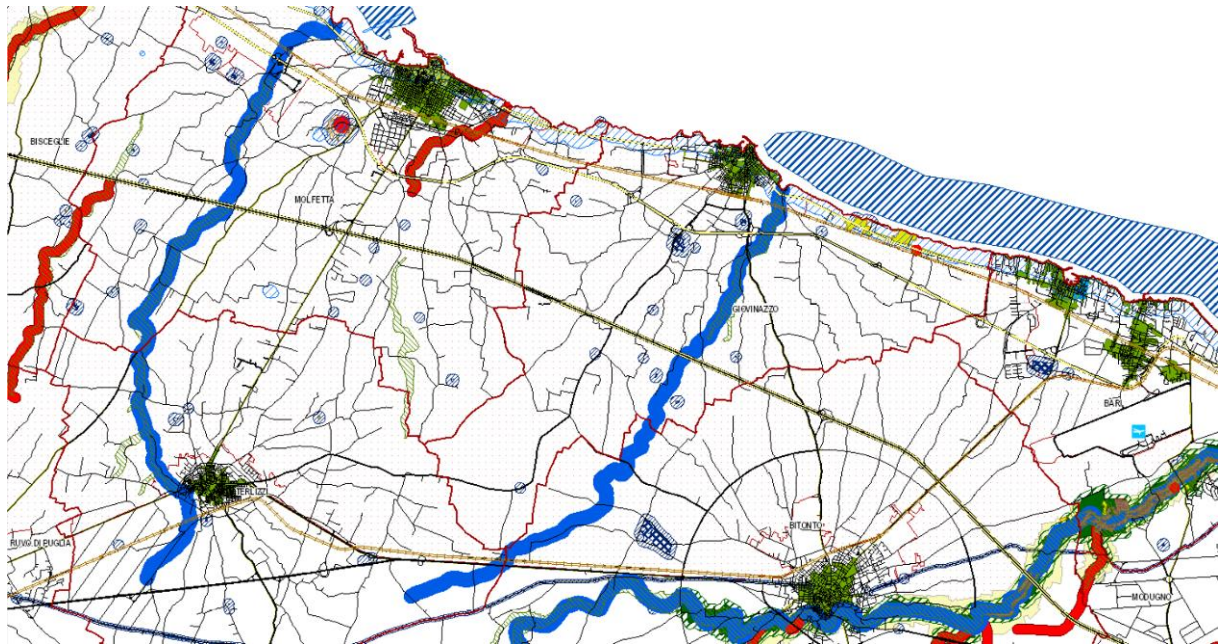 BISCEGLIE
MOLFETTA
GIOVINAZZO
BARI
TERLIZZI
BITONTO
RUVO DI PUGLIA
MODUGNO